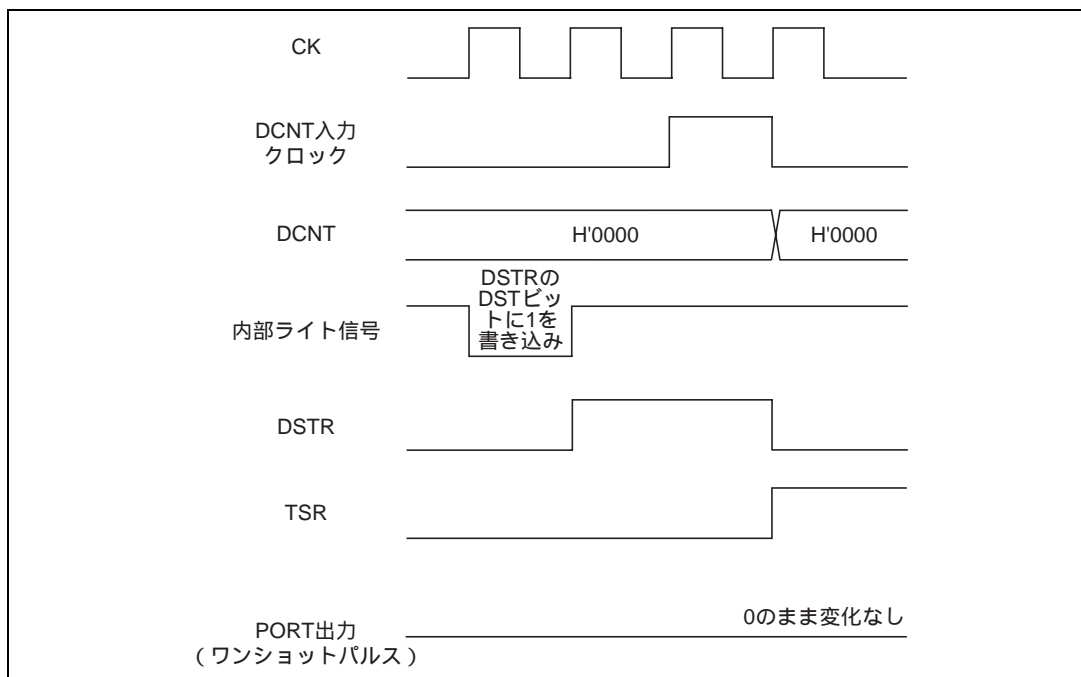 CK
DCNT入力
クロック
DCNT
H'0000
H'0000
内部ライト信号
DSTRの
DSTビッ
トに1を
書き込み
DSTR
TSR
0のまま変化なし
PORT出力
(ワンショットパルス)